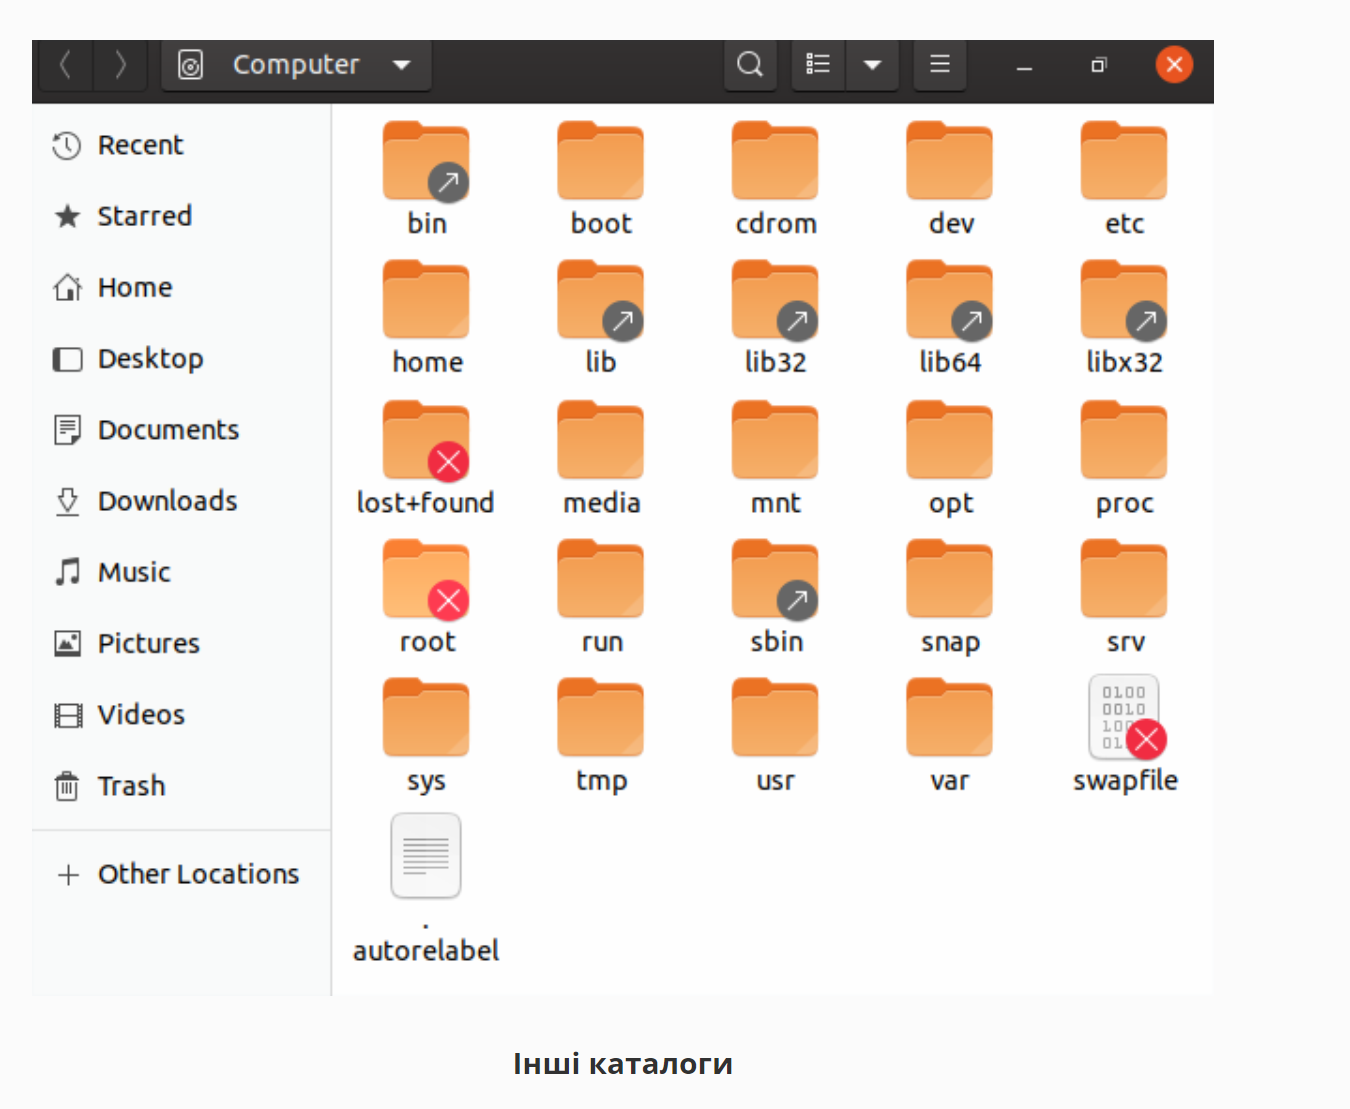 Computer
Recent
Starred
Home
Desktop
Documents
Downloads
Music
Pictures
Videos
Trash
Other Locations
bin boot cdrom dev etc
home lib lib32 lib64 libx32
lost+found media mnt opt proc
root run sbin snap srv
0100
0010
100
01
sys tmp usr var swapfile
.
autorelabel
Інші каталоги